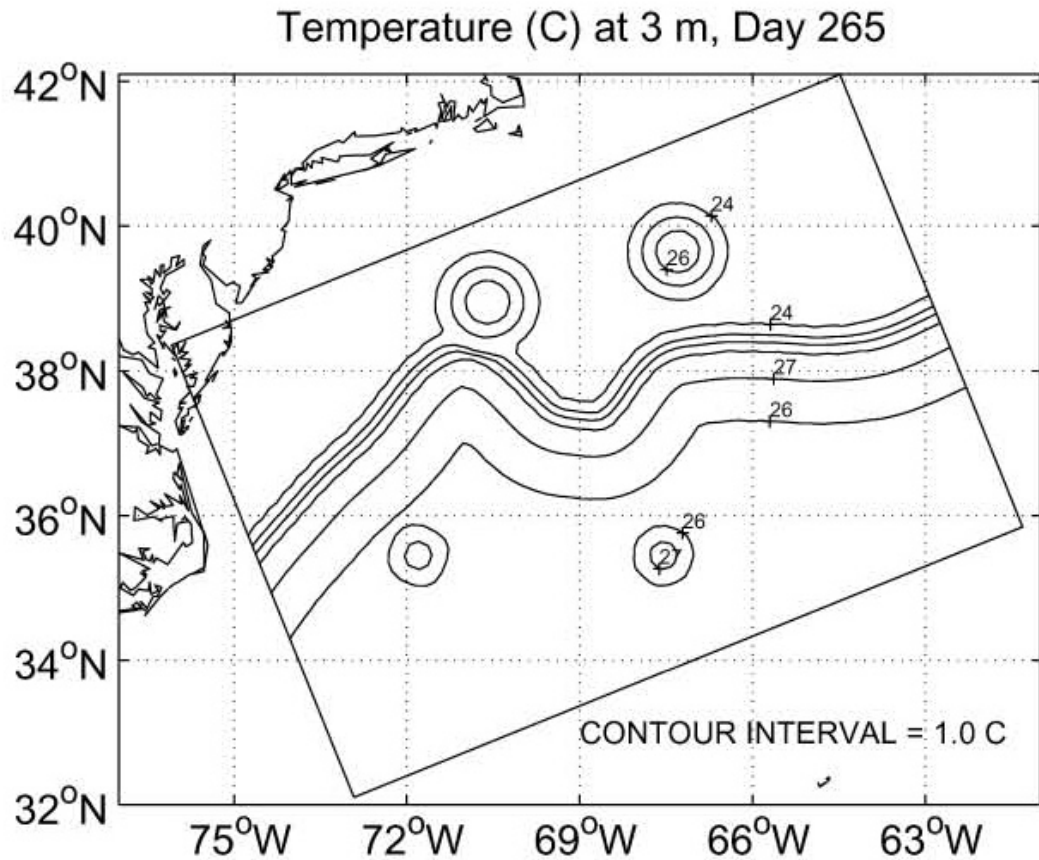 Temperature (C) at 3 m, Day 265
42°N
24
40°N
26
24
38°N
27
26
36°N
26
27
34°N
CONTOUR INTERVAL = 1.0 C
32°N
75°W 72°W 69°W 66°W 63°W